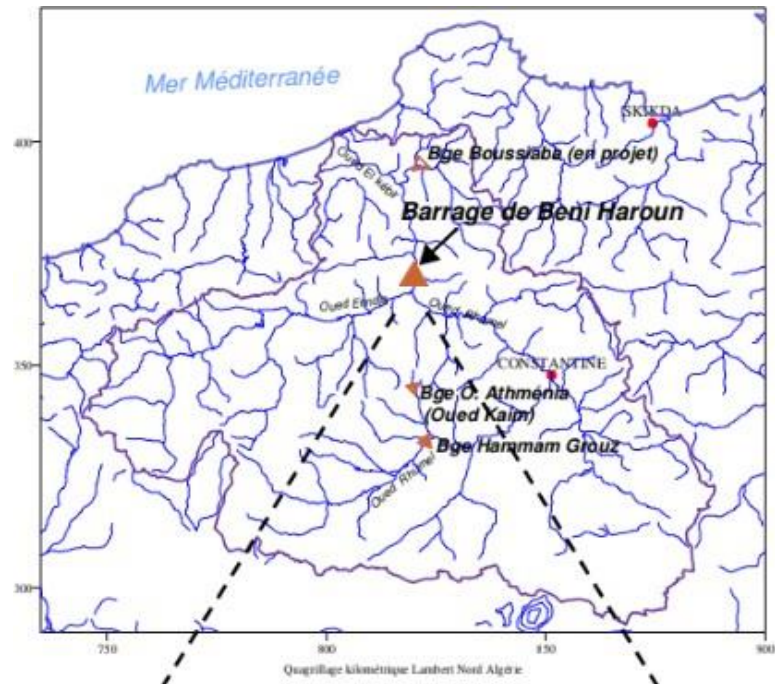 Mer Méditerranée
SKIKDA
400
Bge Boussiaba (en projet)
Oued El Kébir
Barrage de Beni Haroun
Oued Endja
Oued Rhumel
350
CONSTANTINE
Bge O. Athménia
(Oued Kaim)
Bge Hammam Grouz
Oued Rhumel
300
750
800
850
900
Quagrillage kilométrique Lambert Nord Algérie